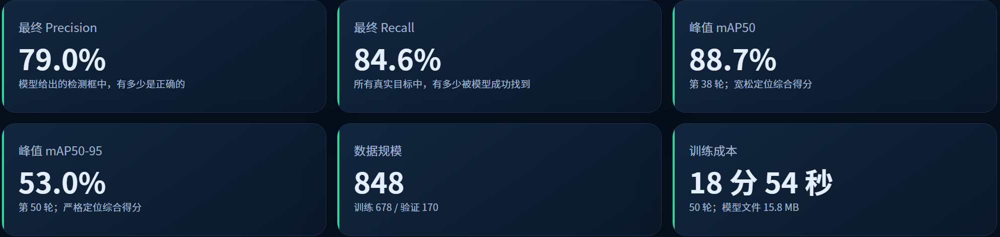 最终 Precision
79.0%
模型给出的检测框中，有多少是正确的
最终 Recall
84.6%
所有真实目标中，有多少被模型成功找到
峰值 mAP50
88.7%
第 38 轮；宽松定位综合得分
峰值 mAP50-95
53.0%
第 50 轮；严格定位综合得分
数据规模
848
训练 678 / 验证 170
训练成本
18 分 54 秒
50 轮；模型文件 15.8 MB